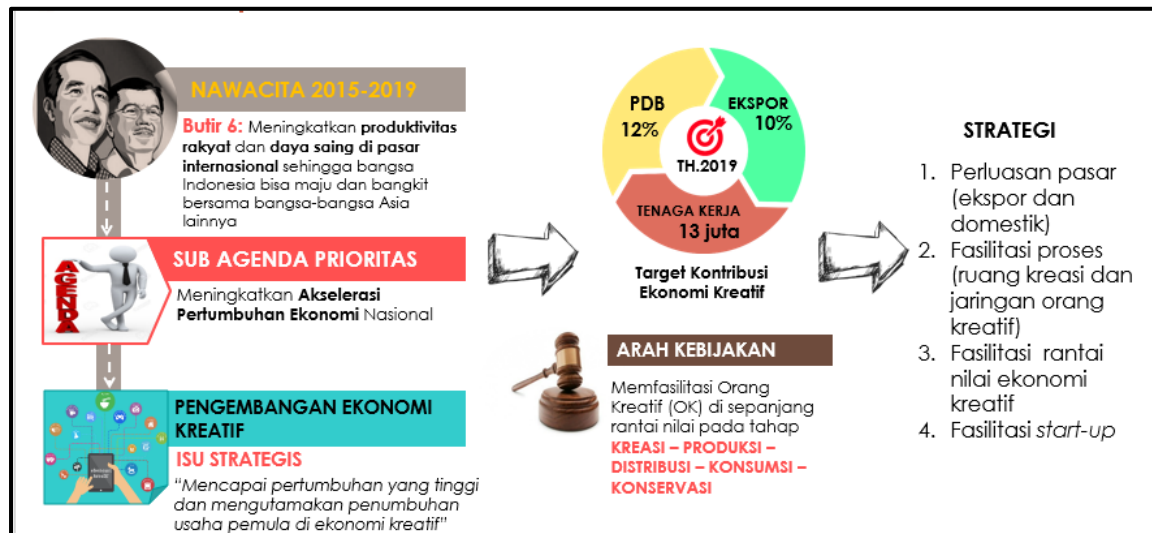 NAWACITA 2015-2019
Butir 6: Meningkatkan produktivitas
rakyat dan daya saing di pasar
internasional sehingga bangsa
Indonesia bisa maju dan bangkit
bersama bangsa-bangsa Asia
lainnya
AGENDA
SUB AGENDA PRIORITAS
Meningkatkan Akselerasi
Pertumbuhan Ekonomi Nasional
PENGEMBANGAN EKONOMI
KREATIF
ISU STRATEGIS
"Mencapai pertumbuhan yang tinggi
dan mengutamakan penumbuhan
usaha pemula di ekonomi kreatif"
PDB
12%
EKSPOR
10%
TH.2019
TENAGA KERJA
13 juta
Target Kontribusi
Ekonomi Kreatif
ARAH KEBIJAKAN
Memfasilitasi Orang
Kreatif (OK) di sepanjang
rantai nilai pada tahap
KREASI – PRODUKSI –
DISTRIBUSI – KONSUMSI –
KONSERVASI
STRATEGI
1. Perluasan pasar
(ekspor dan
domestik)
2. Fasilitasi proses
(ruang kreasi dan
jaringan orang
kreatif)
3. Fasilitasi rantai
nilai ekonomi
kreatif
4. Fasilitasi start-up